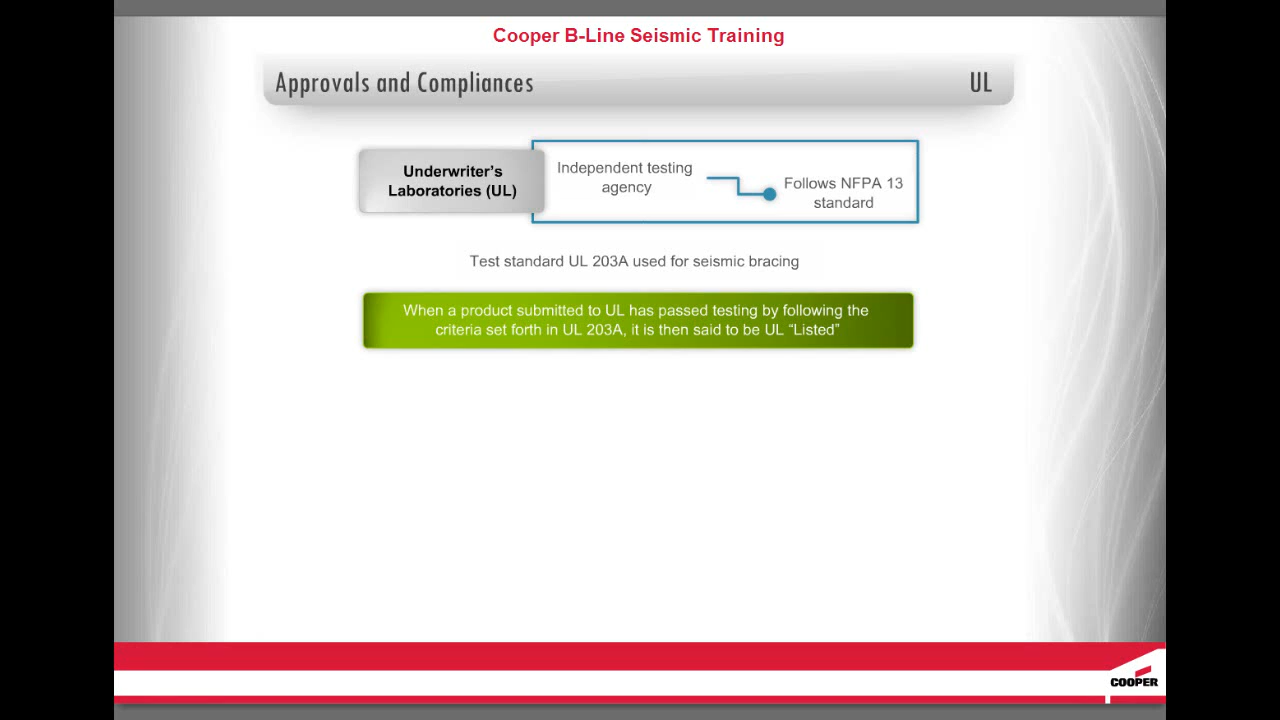 Cooper B-Line Seismic Training
Approvals and Compliances
UL
Underwriter’s
Laboratories (UL)
Independent testing
agency
Follows NFPA 13
standard
Test standard UL 203A used for seismic bracing
When a product submitted to UL has passed testing by following the
criteria set forth in UL 203A, it is then said to be UL “Listed”
COOPER